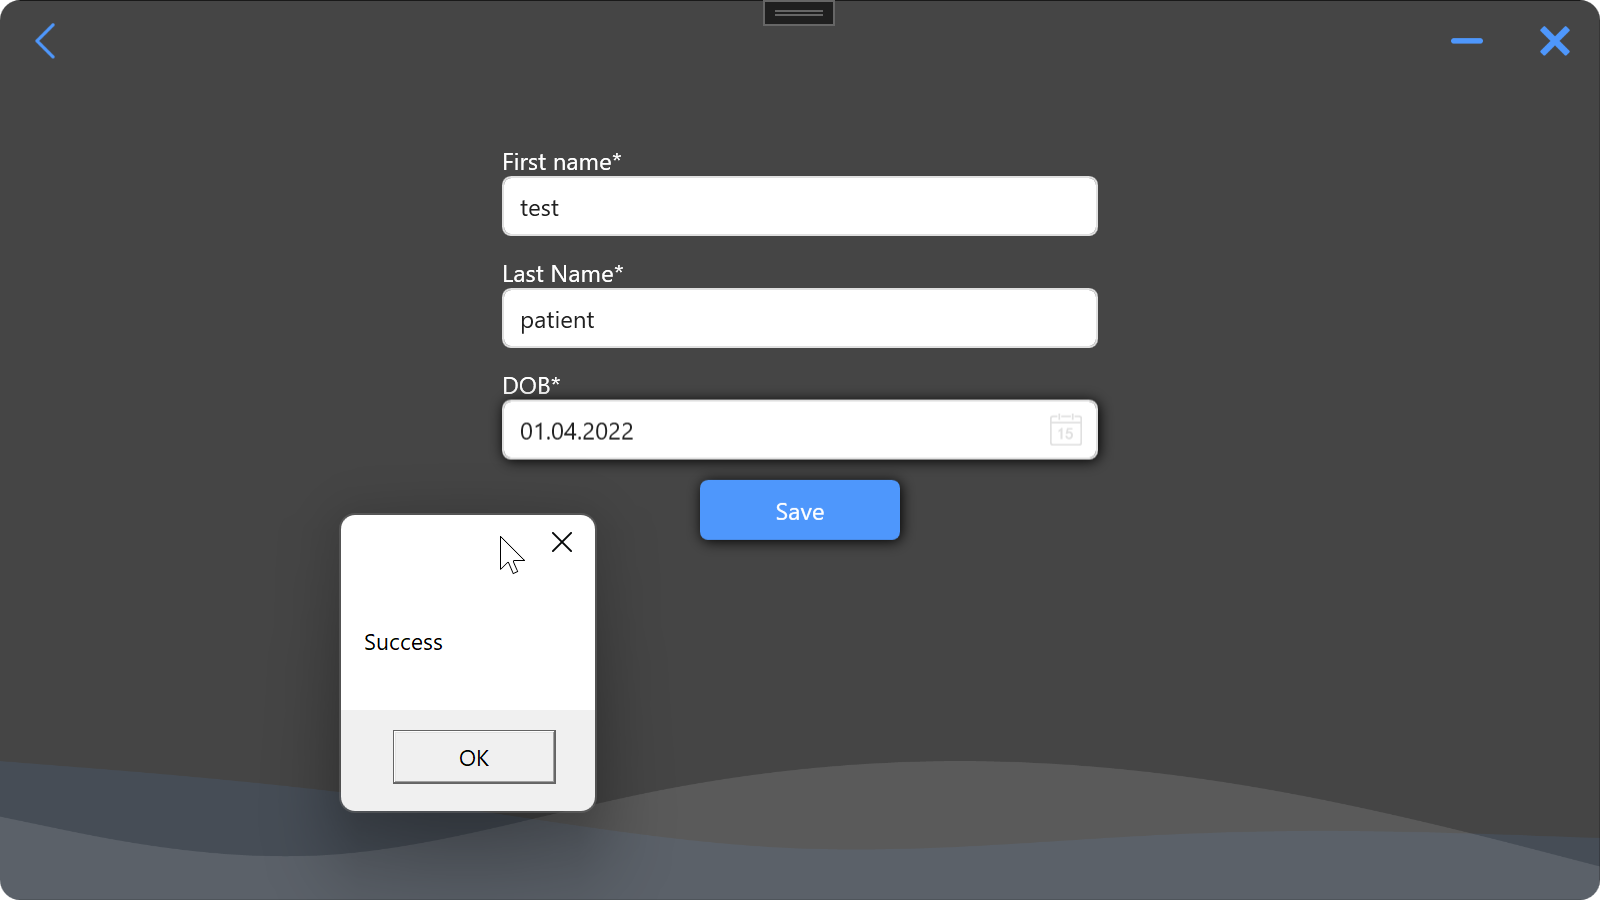 First name*
test
Last Name*
patient
DOB*
01.04.2022
15
Save
Success
OK